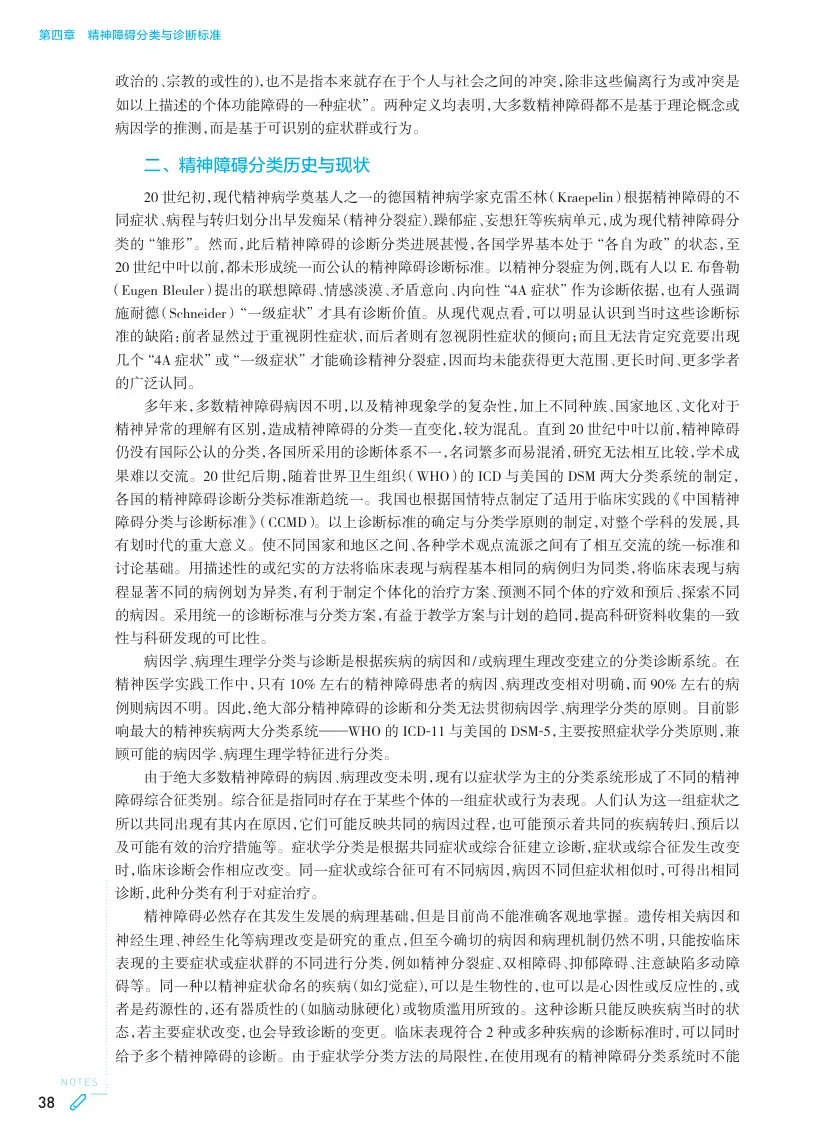 第四章 精神障碍分类与诊断标准
政治的、宗教的或性的),也不是指本来就存在于个人与社会之间的冲突,除非这些偏离行为或冲突是
如以上描述的个体功能障碍的一种症状”。两种定义均表明,大多数精神障碍都不是基于理论概念或
病因学的推测,而是基于可识别的症状群或行为。
二、精神障碍分类历史与现状
20 世纪初,现代精神病学奠基人之一的德国精神病学家克雷丕林(Kraepelin)根据精神障碍的不
同症状、病程与转归划分出早发痴呆(精神分裂症)、躁郁症、妄想狂等疾病单元,成为现代精神障碍分
类的 “雏形”。然而,此后精神障碍的诊断分类进展甚慢,各国学界基本处于 “各自为政” 的状态,至
20 世纪中叶以前,都未形成统一而公认的精神障碍诊断标准。以精神分裂症为例,既有人以 E. 布鲁勒
(Eugen Bleuler)提出的联想障碍、情感淡漠、矛盾意向、内向性 “4A 症状” 作为诊断依据,也有人强调
施耐德(Schneider) “一级症状” 才具有诊断价值。从现代观点看,可以明显认识到当时这些诊断标
准的缺陷:前者显然过于重视阴性症状,而后者则有忽视阴性症状的倾向;而且无法肯定究竟要出现
几个 “4A 症状” 或 “一级症状” 才能确诊精神分裂症,因而均未能获得更大范围、更长时间、更多学者
的广泛认同。
多年来,多数精神障碍病因不明,以及精神现象学的复杂性,加上不同种族、国家地区、文化对于
精神异常的理解有区别,造成精神障碍的分类一直变化,较为混乱。直到 20 世纪中叶以前,精神障碍
仍没有国际公认的分类,各国所采用的诊断体系不一,名词繁多而易混淆,研究无法相互比较,学术成
果难以交流。20 世纪后期,随着世界卫生组织(WHO)的 ICD 与美国的 DSM 两大分类系统的制定,
各国的精神障碍诊断分类标准渐趋统一。我国也根据国情特点制定了适用于临床实践的《中国精神
障碍分类与诊断标准》(CCMD)。以上诊断标准的确定与分类学原则的制定,对整个学科的发展,具
有划时代的重大意义。使不同国家和地区之间、各种学术观点流派之间有了相互交流的统一标准和
讨论基础。用描述性的或纪实的方法将临床表现与病程基本相同的病例归为同类,将临床表现与病
程显著不同的病例划为异类,有利于制定个体化的治疗方案、预测不同个体的疗效和预后、探索不同
的病因。采用统一的诊断标准与分类方案,有益于教学方案与计划的趋同,提高科研资料收集的一致
性与科研发现的可比性。
病因学、病理生理学分类与诊断是根据疾病的病因和/或病理生理改变建立的分类诊断系统。在
精神医学实践工作中,只有 10% 左右的精神障碍患者的病因、病理改变相对明确,而 90% 左右的病
例则病因不明。因此,绝大部分精神障碍的诊断和分类无法贯彻病因学、病理学分类的原则。目前影
响最大的精神疾病两大分类系统——WHO 的 ICD-11 与美国的 DSM-5,主要按照症状学分类原则,兼
顾可能的病因学、病理生理学特征进行分类。
由于绝大多数精神障碍的病因、病理改变未明,现有以症状学为主的分类系统形成了不同的精神
障碍综合征类别。综合征是指同时存在于某些个体的一组症状或行为表现。人们认为这一组症状之
所以共同出现有其内在原因,它们可能反映共同的病因过程,也可能预示着共同的疾病转归、预后以
及可能有效的治疗措施等。症状学分类是根据共同症状或综合征建立诊断,症状或综合征发生改变
时,临床诊断会作相应改变。同一症状或综合征可有不同病因,病因不同但症状相似时,可得出相同
诊断,此种分类有利于对症治疗。
精神障碍必然存在其发生发展的病理基础,但是目前尚不能准确客观地掌握。遗传相关病因和
神经生理、神经生化等病理改变是研究的重点,但至今确切的病因和病理机制仍然不明,只能按临床
表现的主要症状或症状群的不同进行分类,例如精神分裂症、双相障碍、抑郁障碍、注意缺陷多动障
碍等。同一种以精神症状命名的疾病(如幻觉症),可以是生物性的,也可以是心因性或反应性的,或
者是药源性的,还有器质性的(如脑动脉硬化)或物质滥用所致的。这种诊断只能反映疾病当时的状
态,若主要症状改变,也会导致诊断的变更。临床表现符合 2 种或多种疾病的诊断标准时,可以同时
给予多个精神障碍的诊断。由于症状学分类方法的局限性,在使用现有的精神障碍分类系统时不能
NOTES
38